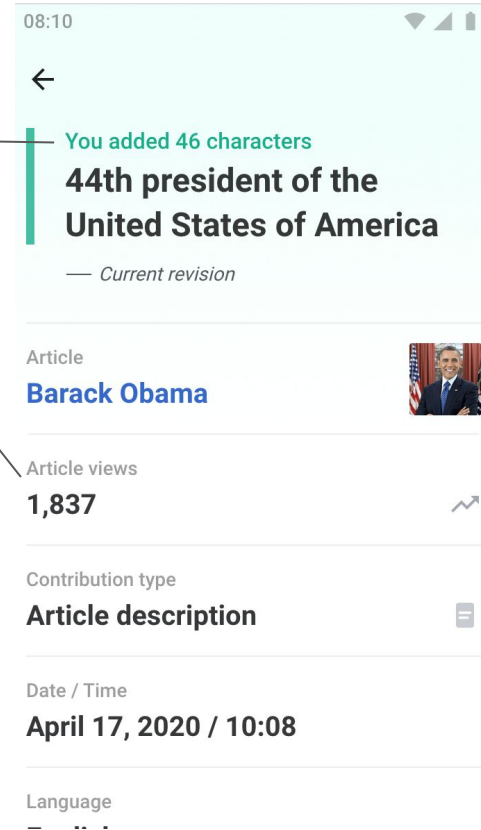 08:10
You added 46 characters
44th president of the
United States of America
— Current revision
Article
Barack Obama
Article views
1,837
Contribution type
Article description
Date / Time
April 17, 2020 / 10:08
Language